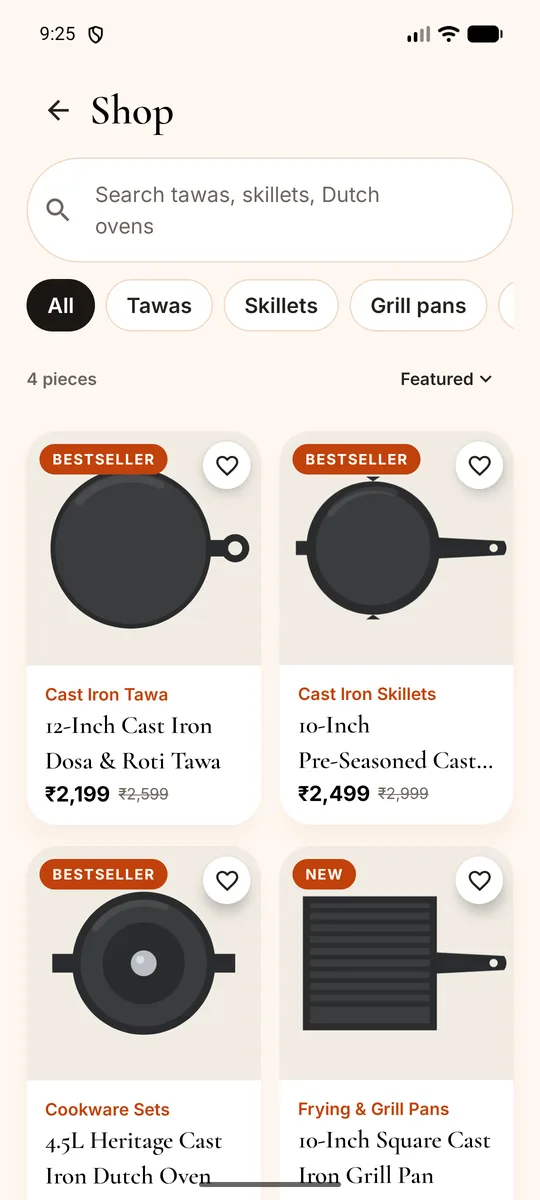 9:25
Shop
Search tawas, skillets, Dutch
ovens
All
Tawas
Skillets
Grill pans
4 pieces
Featured
BESTSELLER
BESTSELLER
Cast Iron Tawa
12-Inch Cast Iron
Dosa & Roti Tawa
₹2,199 ₹2,599
Cast Iron Skillets
10-Inch
Pre-Seasoned Cast...
₹2,499 ₹2,999
BESTSELLER
NEW
Cookware Sets
4.5L Heritage Cast
Iron Dutch Oven
Frying & Grill Pans
10-Inch Square Cast
Iron Grill Pan